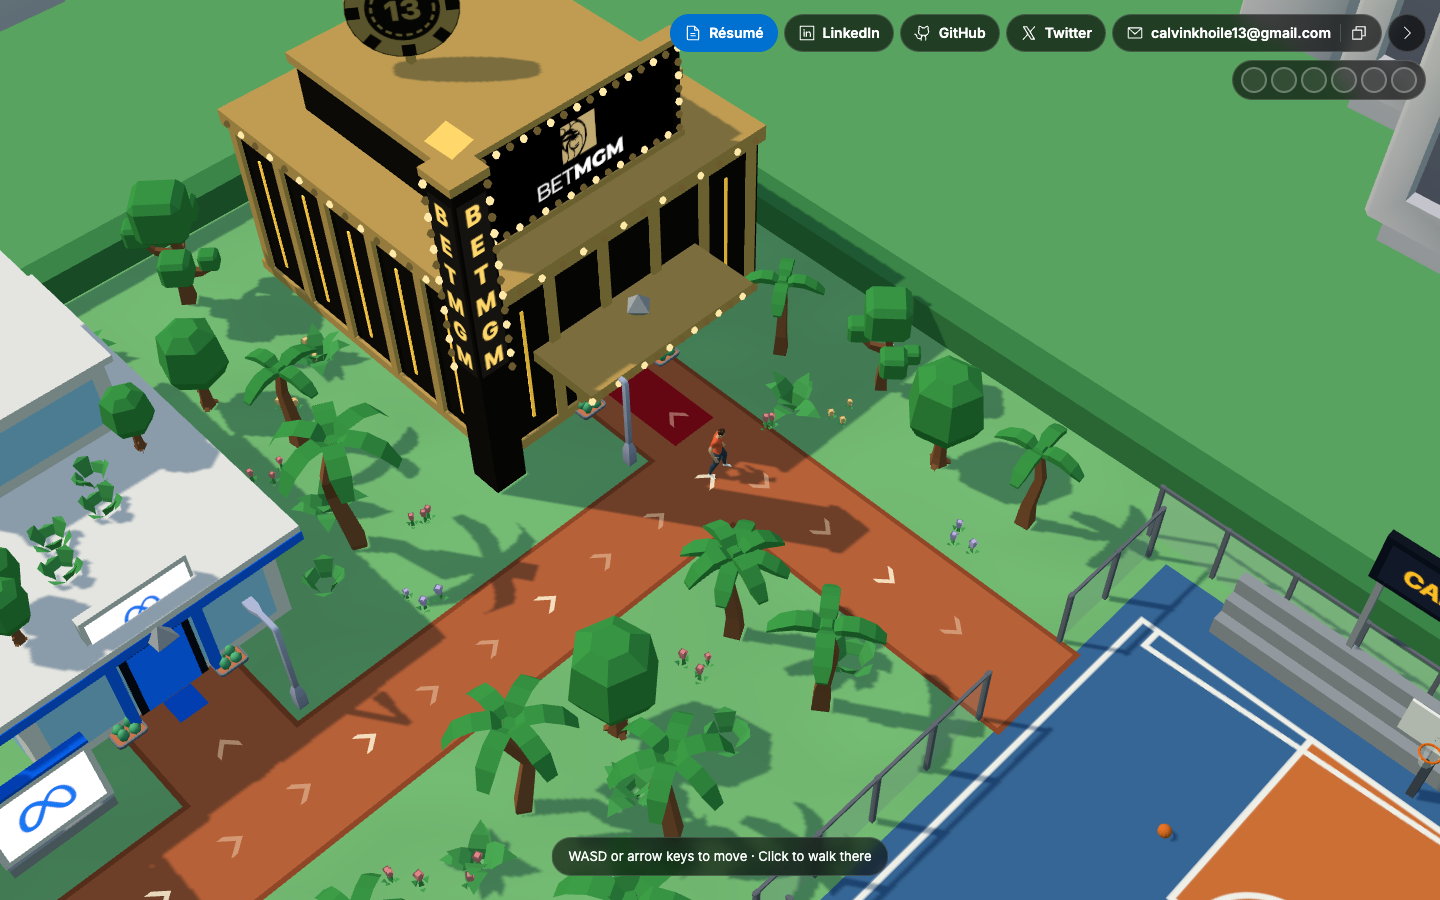 13
Résumé
LinkedIn
GitHub
Twitter
calvinkhoile13@gmail.com
BETMGM
BETMGM
BETMGM
CA
WASD or arrow keys to move · Click to walk there